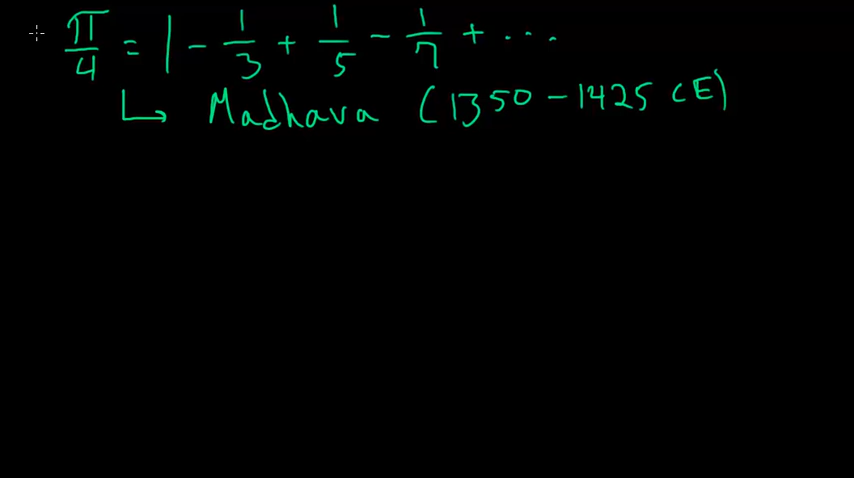 π/4 = 1 - 1/3 + 1/5 - 1/7 + ...
↳ Madhava (1350 - 1425 CE)